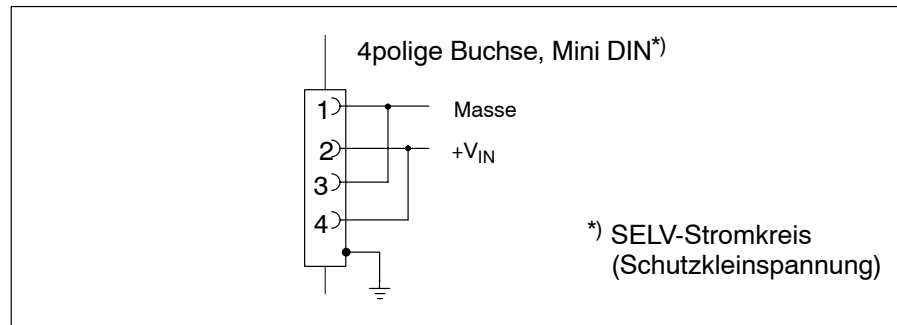 4polige Buchse, Mini DIN*)
1
Masse
2
+VIN
3
4
*) SELV-Stromkreis
(Schutzkleinspannung)